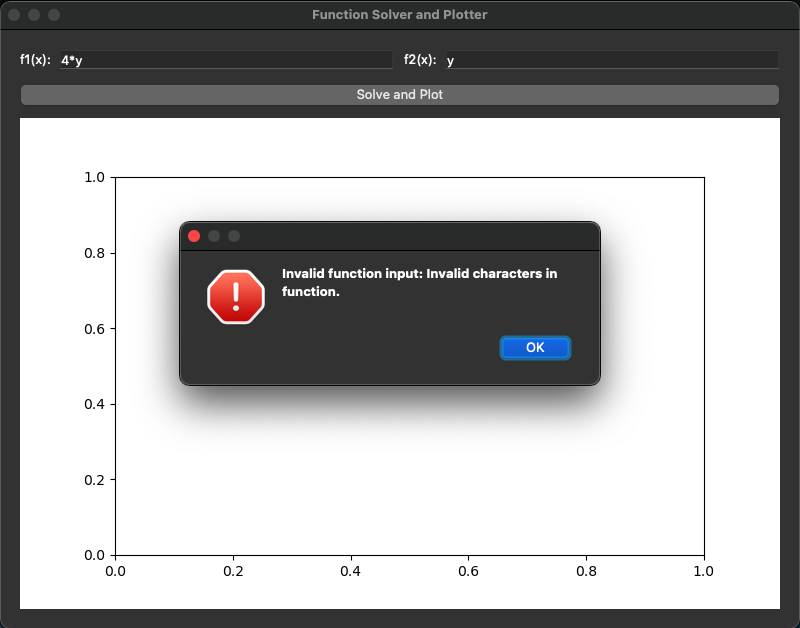 Function Solver and Plotter
f1(x): 4*y f2(x): y
Solve and Plot
1.0
0.8
Invalid function input: Invalid characters in
function.
0.6
OK
0.4
0.2
0.0
0.0 0.2 0.4 0.6 0.8 1.0